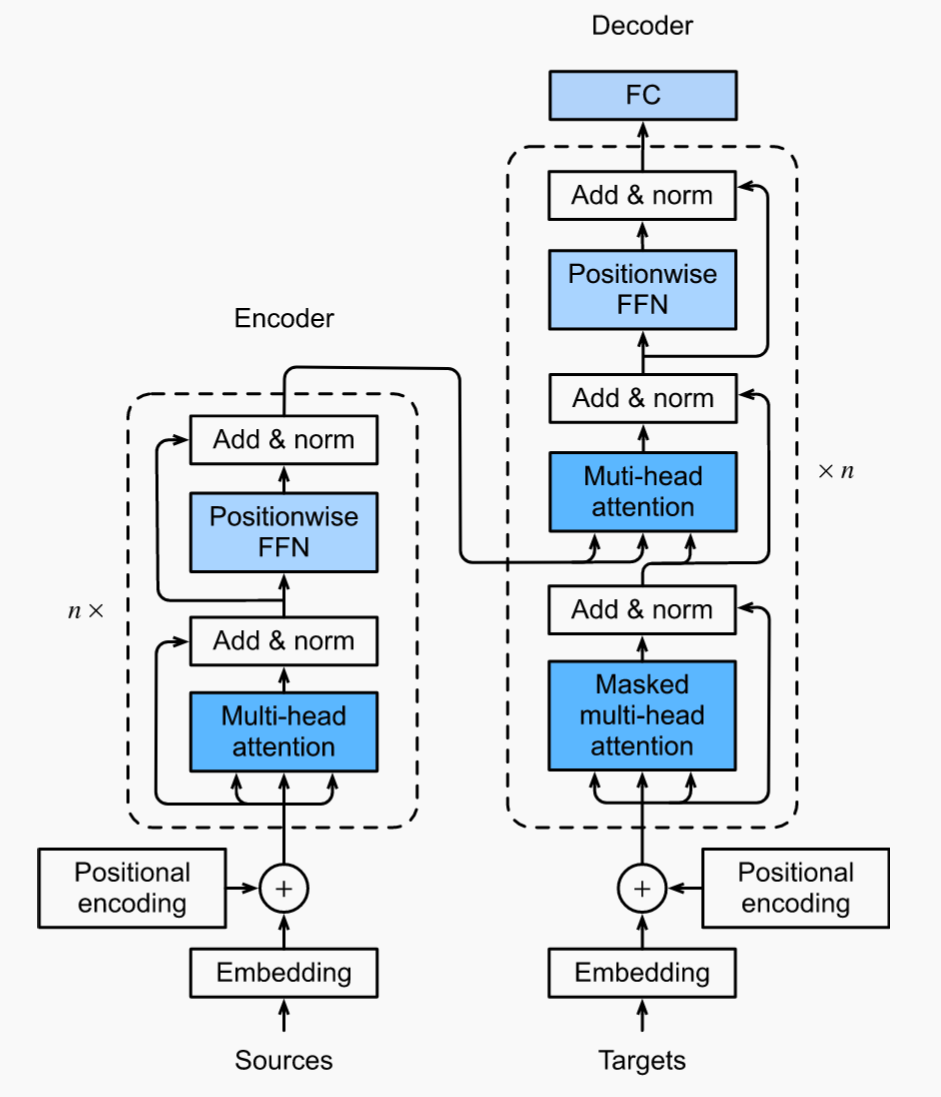 Decoder
FC
Add & norm
Positionwise
FFN
Add & norm
Muti-head
attention
× n
Add & norm
Masked
multi-head
attention
Positional
encoding
+
Embedding
Targets
Encoder
Add & norm
Positionwise
FFN
n ×
Add & norm
Multi-head
attention
Positional
encoding
+
Embedding
Sources